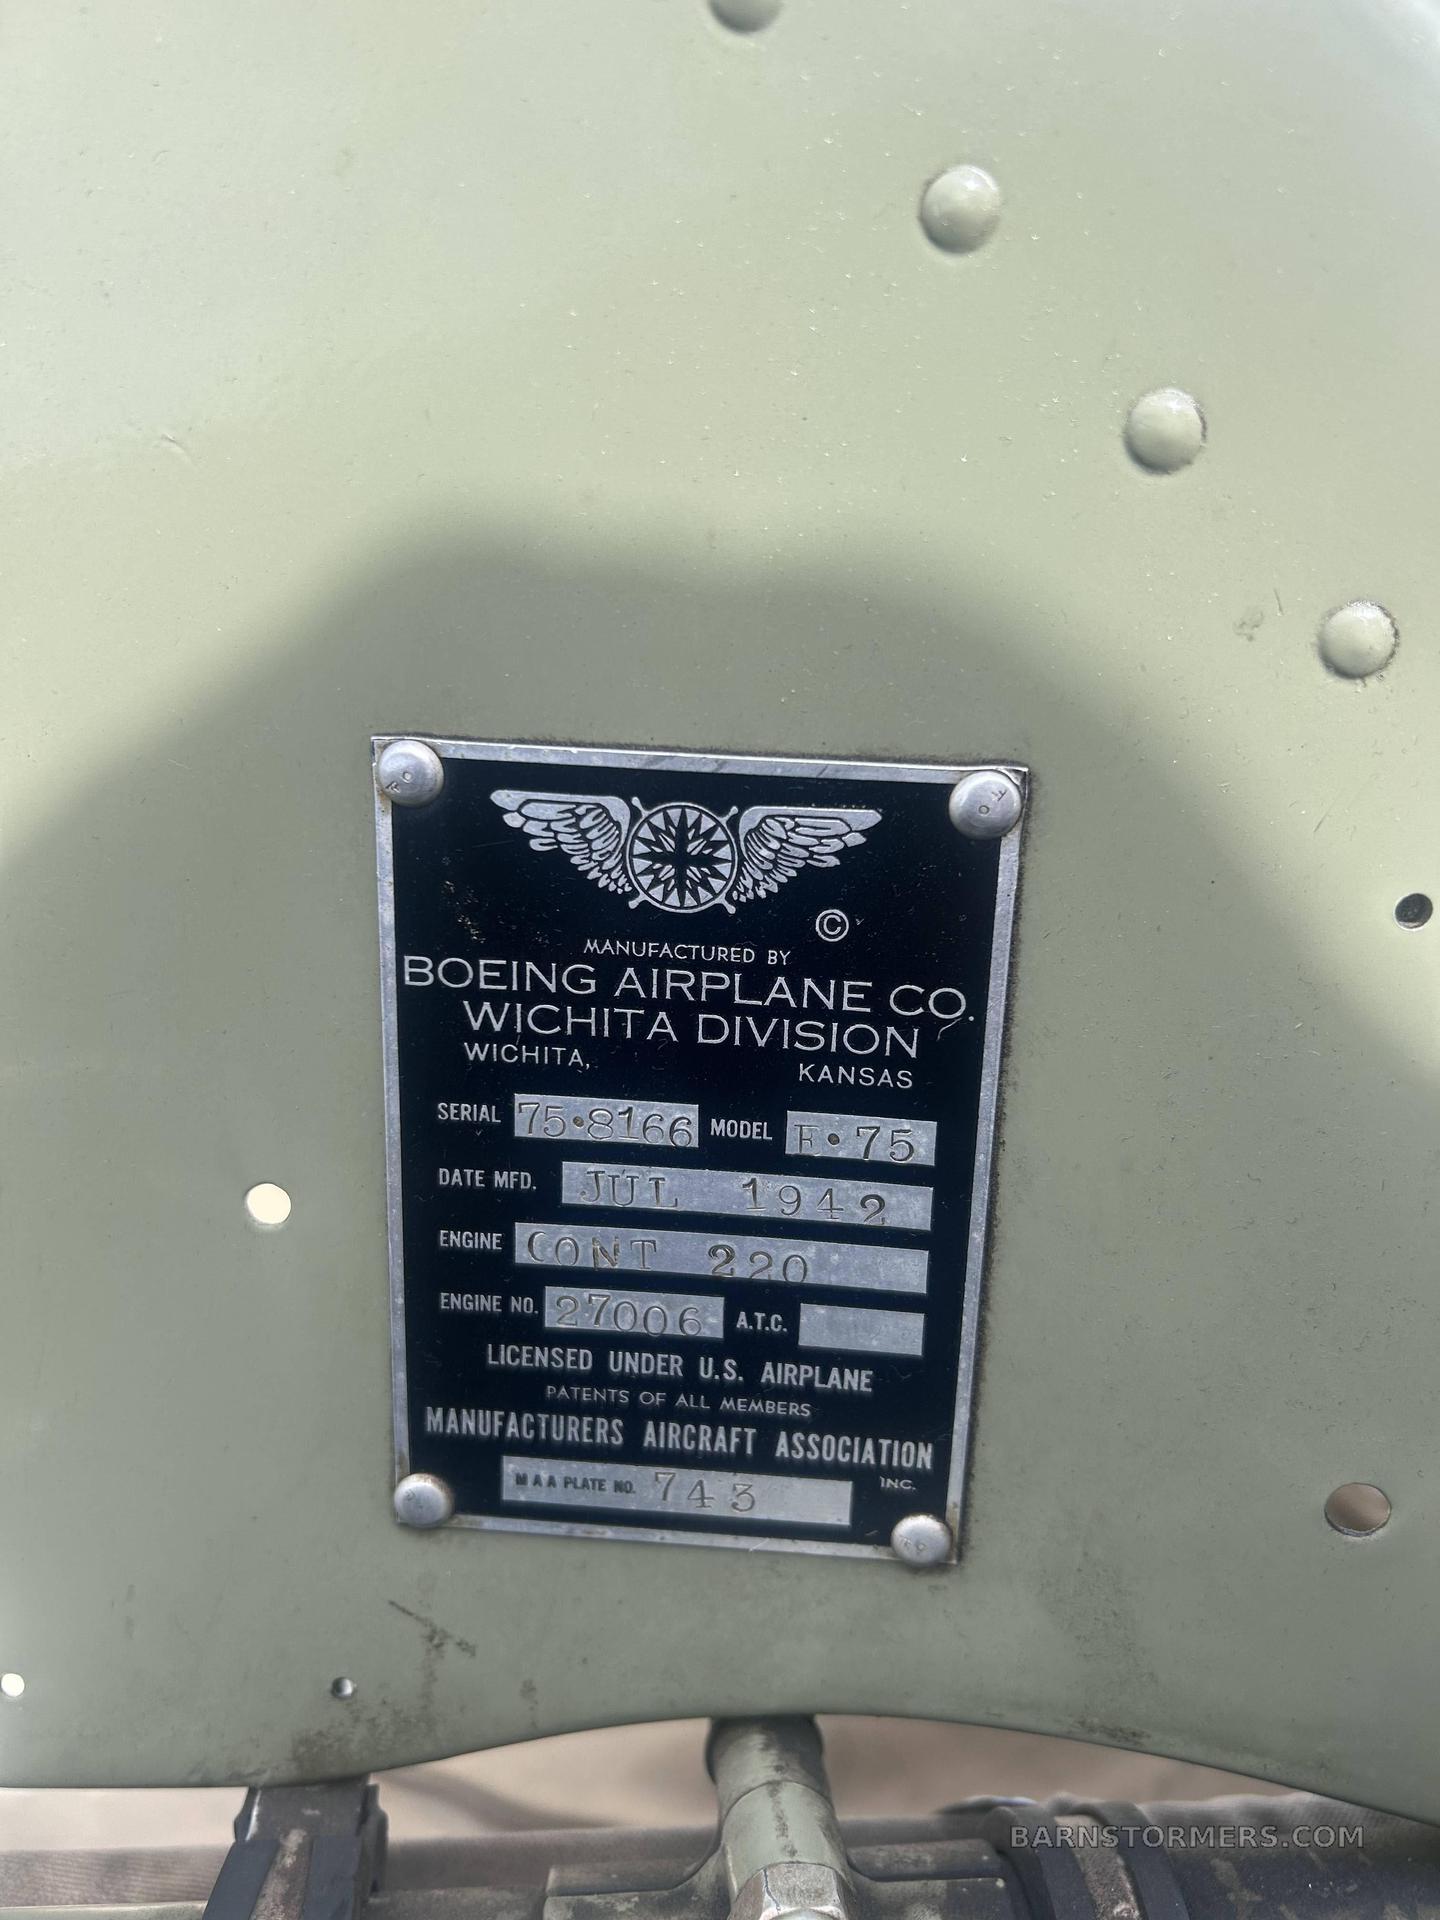 ©
MANUFACTURED BY
BOEING AIRPLANE CO.
WICHITA DIVISION
WICHITA, KANSAS
SERIAL 75•8166 MODEL E•75
DATE MFD. JUL 1942
ENGINE CONT 220
ENGINE NO. 27006 A.T.C.
LICENSED UNDER U.S. AIRPLANE
PATENTS OF ALL MEMBERS
MANUFACTURERS AIRCRAFT ASSOCIATION
INC.
M A A PLATE NO. 743
BARNSTORMERS.COM